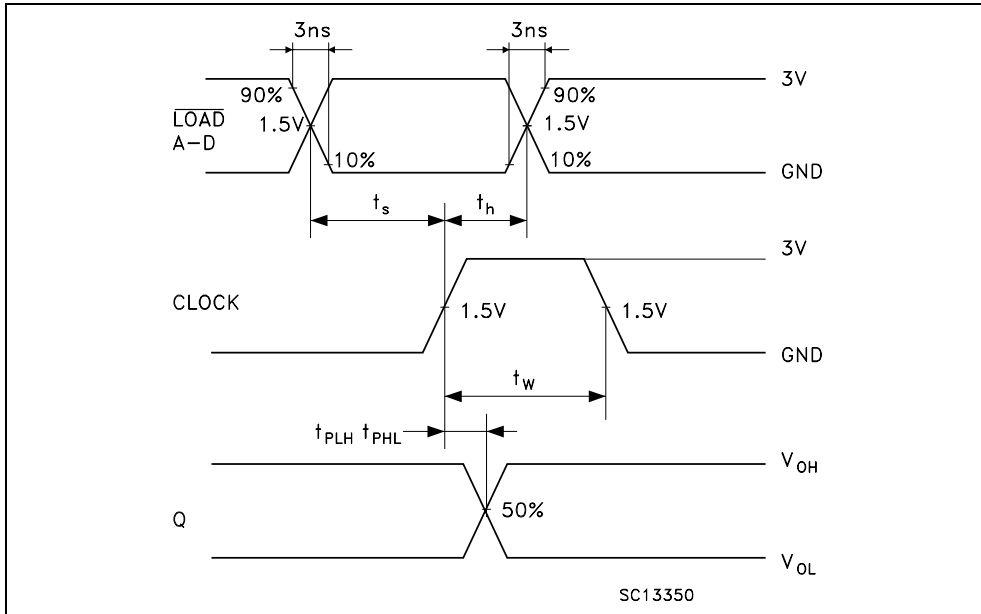 3ns 3ns
3V
90% 90%
LOAD 1.5V 1.5V
A-D
10% 10%
GND
ts th
3V
CLOCK 1.5V 1.5V
GND
tW
tPLH tPHL
VOH
Q 50%
VOL
SC13350